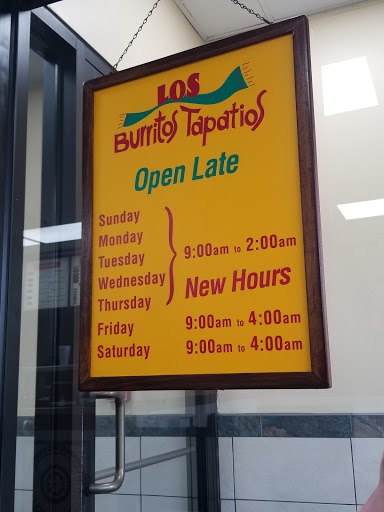 LOS
Burritos Tapatios
Open Late
Sunday
Monday
Tuesday
Wednesday
Thursday
9:00am to 2:00am
New Hours
Friday 9:00am to 4:00am
Saturday 9:00am to 4:00am